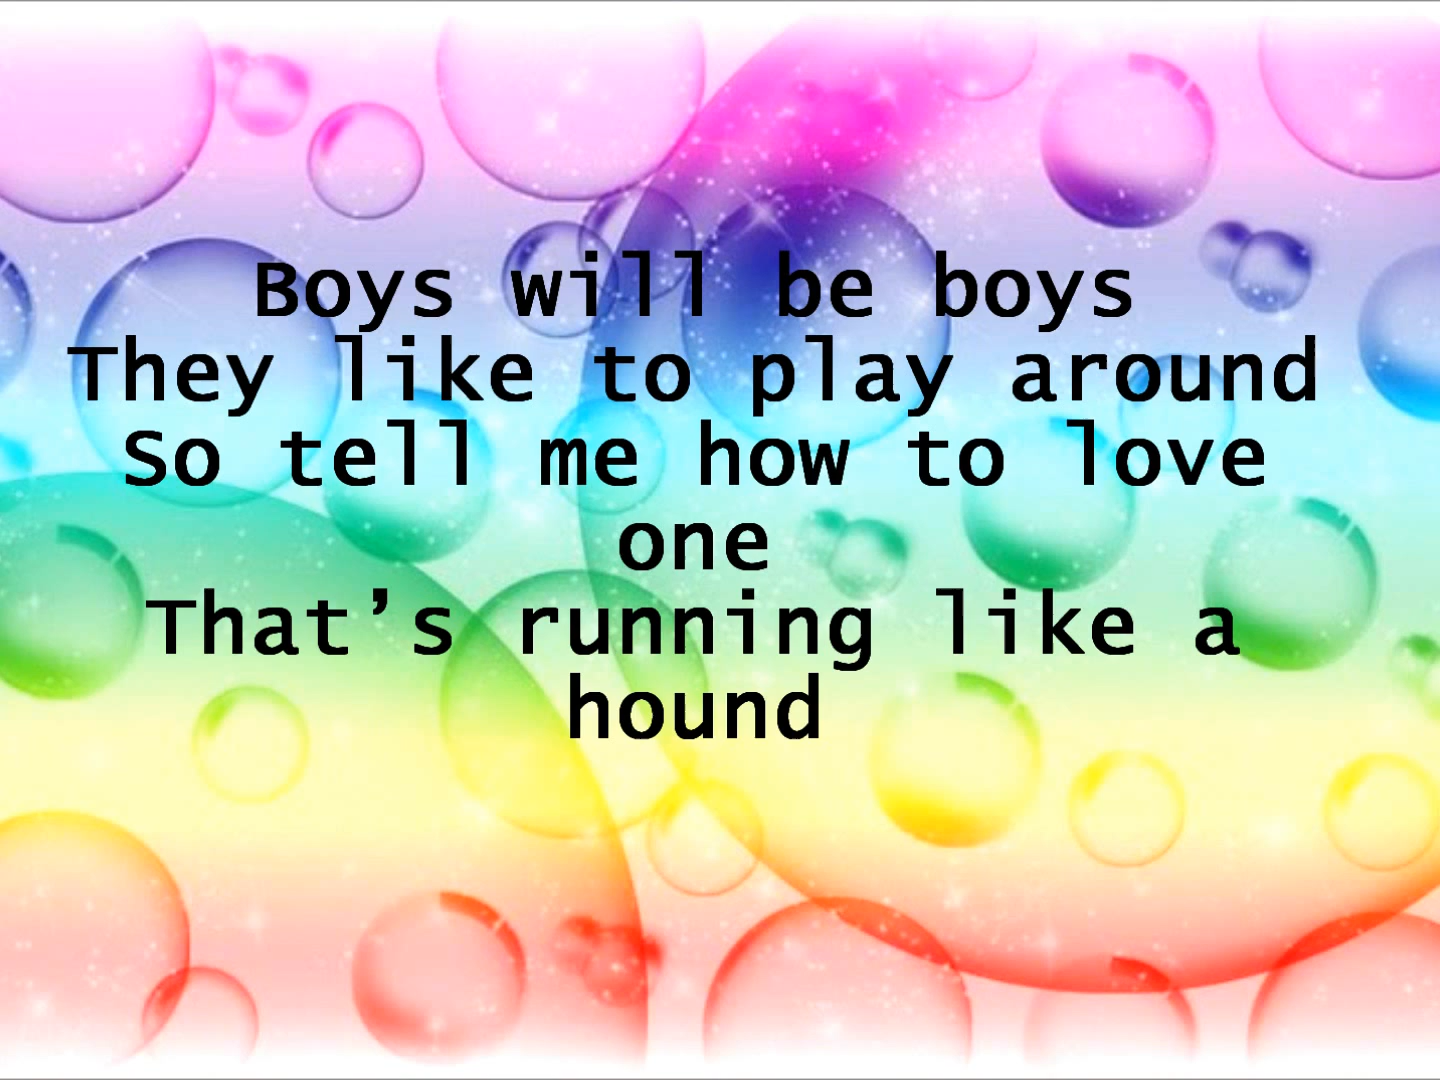 Boys will be boys
They like to play around
So tell me how to love
one
That’s running like a
hound